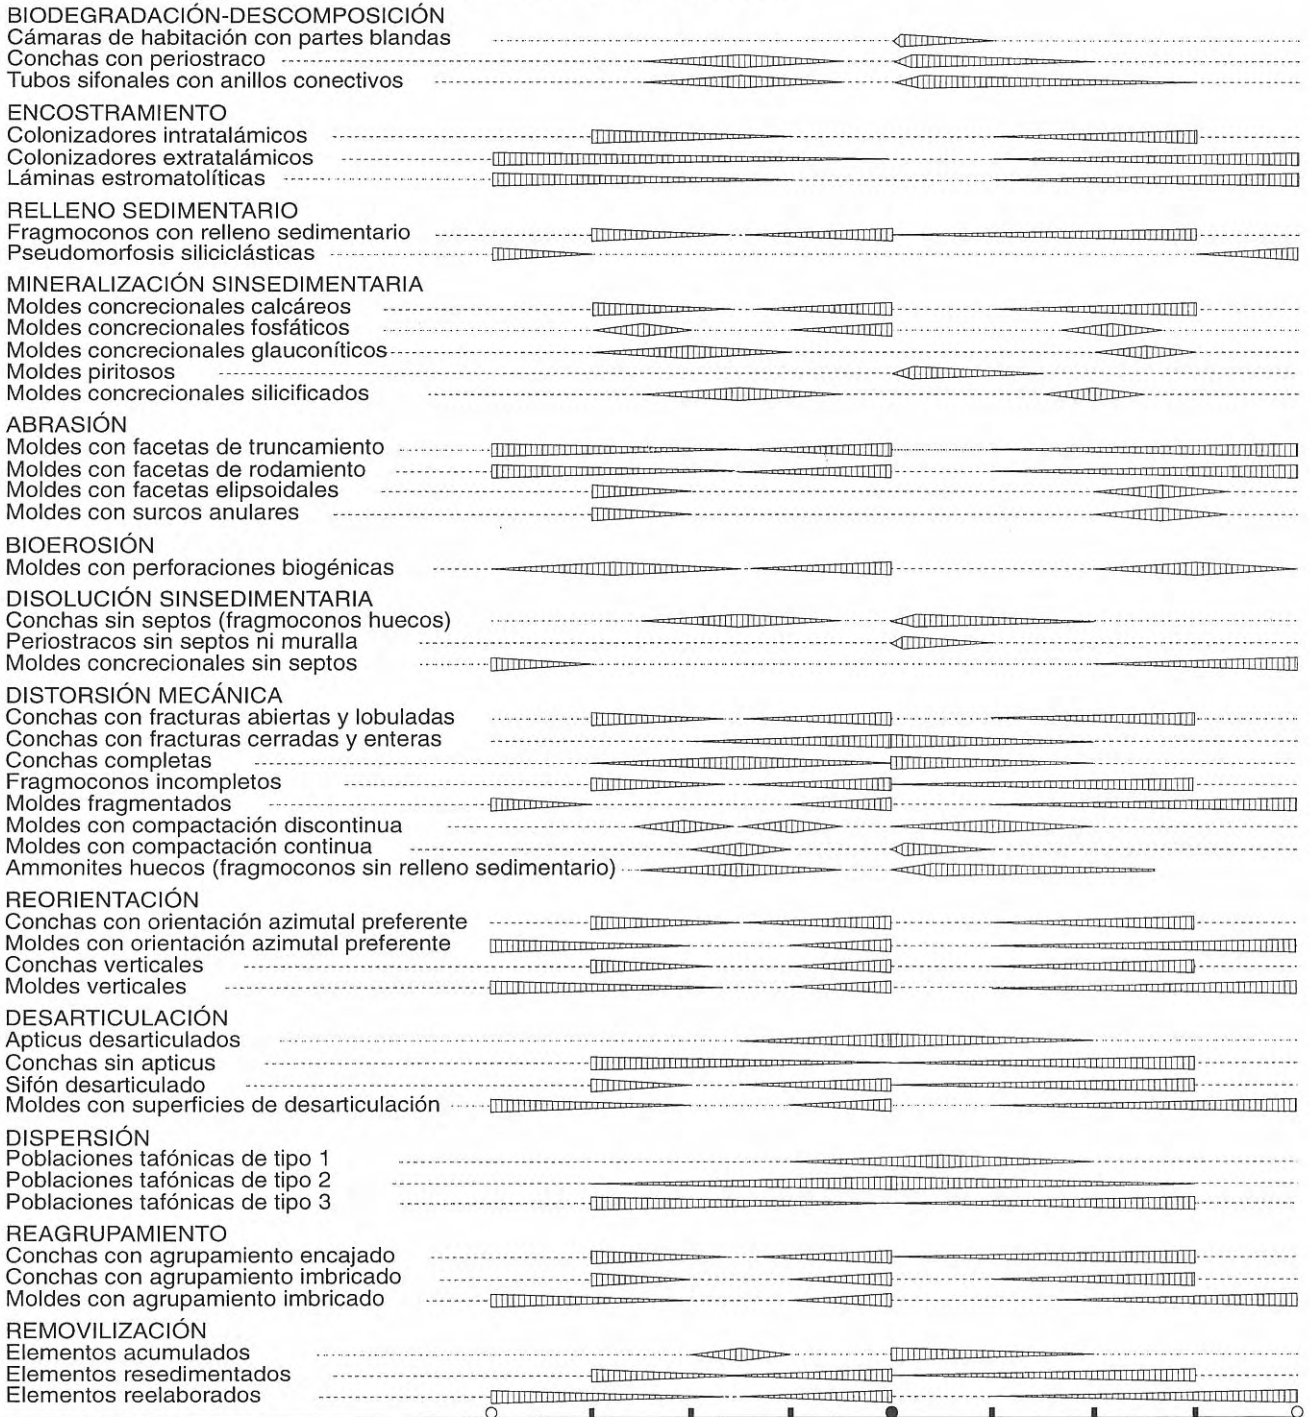 BIODEGRADACIÓN-DESCOMPOSICIÓN
Cámaras de habitación con partes blandas
Conchas con periostraco
Tubos sifonales con anillos conectivos
ENCOSTRAMIENTO
Colonizadores intratalámicos
Colonizadores extratalámicos
Láminas estromatolíticas
RELLENO SEDIMENTARIO
Fragmoconos con relleno sedimentario
Pseudomorfosis siliciclásticas
MINERALIZACIÓN SINSEDIMENTARIA
Moldes concrecionales calcáreos
Moldes concrecionales fosfáticos
Moldes concrecionales glauconíticos
Moldes piritosos
Moldes concrecionales silicificados
ABRASIÓN
Moldes con facetas de truncamiento
Moldes con facetas de rodamiento
Moldes con facetas elipsoidales
Moldes con surcos anulares
BIOEROSIÓN
Moldes con perforaciones biogénicas
DISOLUCIÓN SINSEDIMENTARIA
Conchas sin septos (fragmoconos huecos)
Periostracos sin septos ni muralla
Moldes concrecionales sin septos
DISTORSIÓN MECÁNICA
Conchas con fracturas abiertas y lobuladas
Conchas con fracturas cerradas y enteras
Conchas completas
Fragmoconos incompletos
Moldes fragmentados
Moldes con compactación discontinua
Moldes con compactación continua
Ammonites huecos (fragmoconos sin relleno sedimentario)
REORIENTACIÓN
Conchas con orientación azimutal preferente
Moldes con orientación azimutal preferente
Conchas verticales
Moldes verticales
DESARTICULACIÓN
Apticus desarticulados
Conchas sin apticus
Sifón desarticulado
Moldes con superficies de desarticulación
DISPERSIÓN
Poblaciones tafónicas de tipo 1
Poblaciones tafónicas de tipo 2
Poblaciones tafónicas de tipo 3
REAGRUPAMIENTO
Conchas con agrupamiento encajado
Conchas con agrupamiento imbricado
Moldes con agrupamiento imbricado
REMOVILIZACIÓN
Elementos acumulados
Elementos resedimentados
Elementos reelaborados